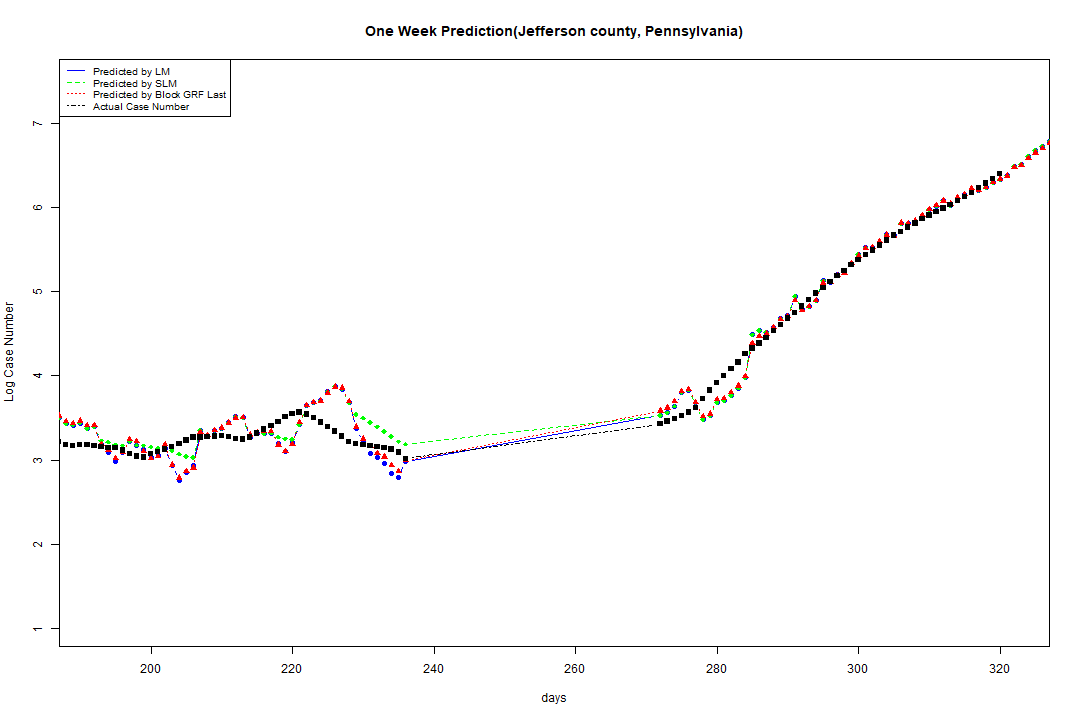 One Week Prediction(Jefferson county, Pennsylvania)
Predicted by LM
Predicted by SLM
Predicted by Block GRF Last
Actual Case Number
7
6
5
4
3
2
1
Log Case Number
200 220 240 260 280 300 320
days